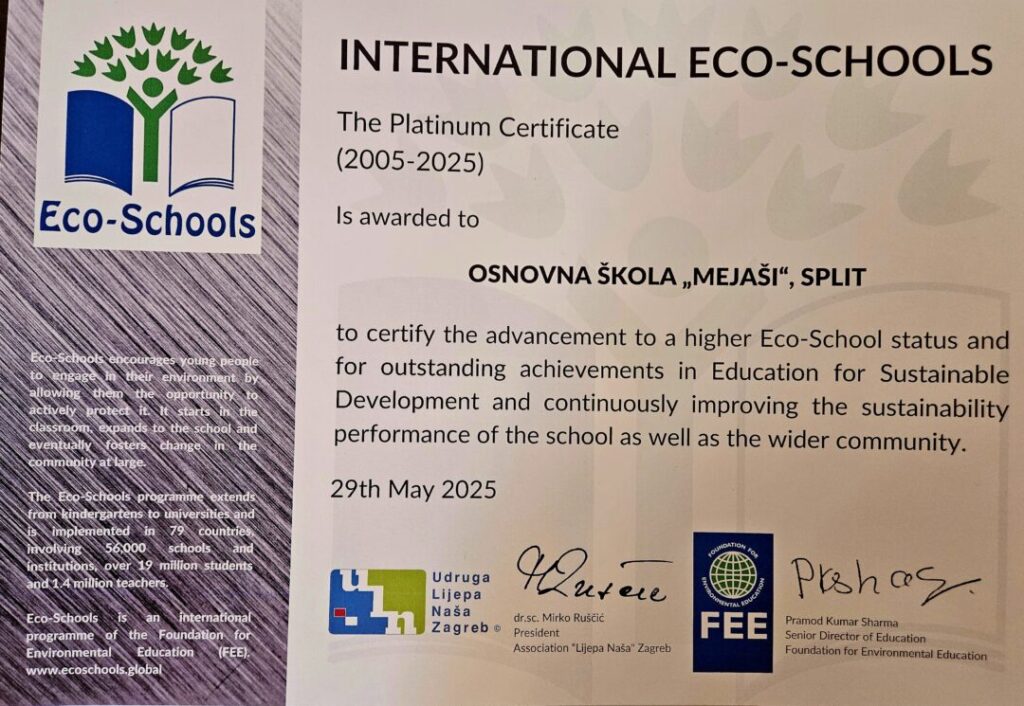 Eco-Schools
Eco-Schools encourages young people
to engage in their environment by
allowing them the opportunity to
actively protect it. It starts in the
classroom, expands to the school and
eventually fosters change in the
community at large.
The Eco-Schools programme extends
from kindergartens to universities and
is implemented in 79 countries,
involving 56,000 schools and
institutions, over 19 million students
and 1.4 million teachers.
Eco-Schools is an international
programme of the Foundation for
Environmental Education (FEE).
www.ecoschools.global
INTERNATIONAL ECO-SCHOOLS
The Platinum Certificate
(2005-2025)
Is awarded to
OSNOVNA ŠKOLA „MEJAŠI“, SPLIT
to certify the advancement to a higher Eco-School status and
for outstanding achievements in Education for Sustainable
Development and continuously improving the sustainability
performance of the school as well as the wider community.
29th May 2025
Udruga
Lijepa
Naša
Zagreb ©
dr.sc. Mirko Ruščić
President
Association "Lijepa Naša" Zagreb
FOUNDATION FOR
ENVIRONMENTAL EDUCATION
FEE
Pramod Kumar Sharma
Senior Director of Education
Foundation for Environmental Education